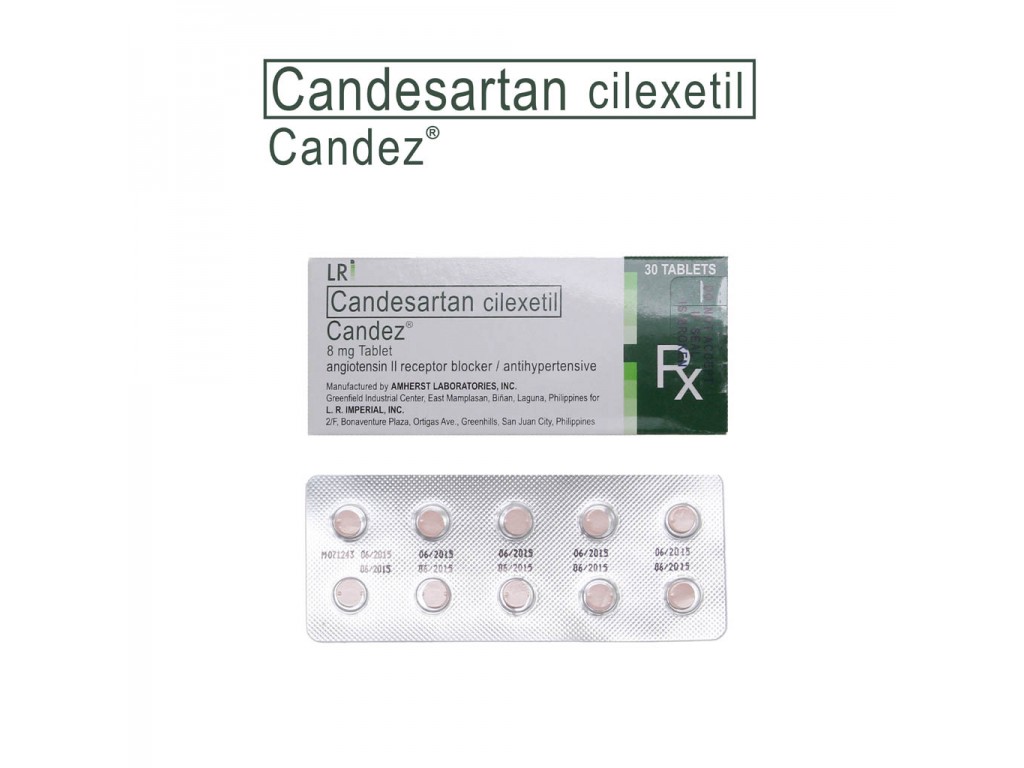 Candesartan cilexetil
Candez®
LRi
30 TABLETS
Candesartan cilexetil
Candez®
8 mg Tablet
angiotensin II receptor blocker / antihypertensive
Rx
Manufactured by AMHERST LABORATORIES, INC.
Greenfield Industrial Center, East Mamplasan, Biñan, Laguna, Philippines for
L. R. IMPERIAL, INC.
2/F, Bonaventure Plaza, Ortigas Ave., Greenhills, San Juan City, Philippines
M071243 06/2015 06/2015 06/2015 06/2015 06/2015
06/2015 06/2015 06/2015 06/2015 06/2015